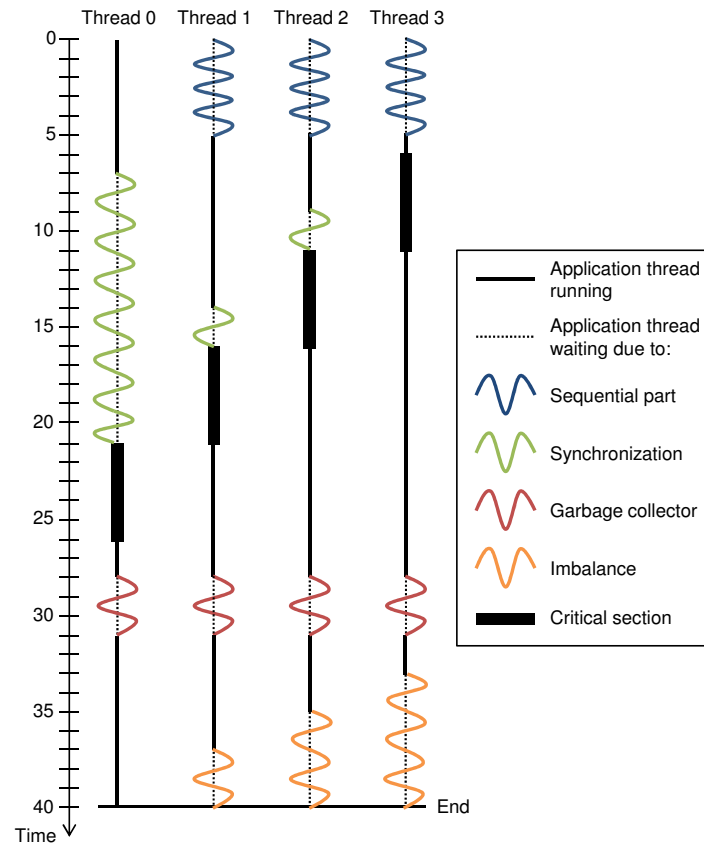 Thread 0 Thread 1 Thread 2 Thread 3
0
5
10
15
20
25
30
35
40
Time
End
Application thread
running
Application thread
waiting due to:
Sequential part
Synchronization
Garbage collector
Imbalance
Critical section